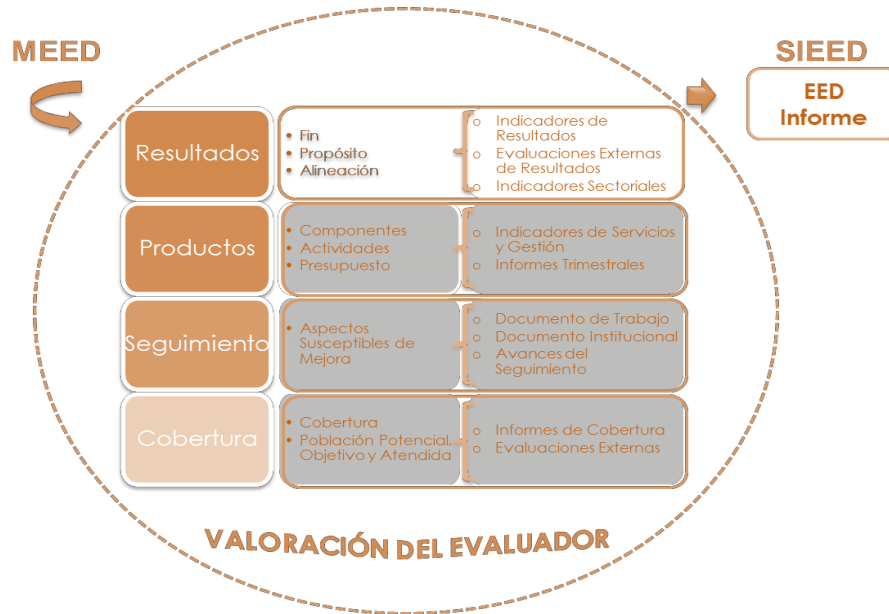 MEED
SIEED
EED
Informe
Resultados
• Fin
• Propósito
• Alineación
o Indicadores de
Resultados
o Evaluaciones Externas
de Resultados
o Indicadores Sectoriales
Productos
• Componentes
• Actividades
• Presupuesto
o Indicadores de Servicios
y Gestión
o Informes Trimestrales
Seguimiento
• Aspectos
Susceptibles de
Mejora
o Documento de Trabajo
o Documento Institucional
o Avances del
Seguimiento
Cobertura
• Cobertura
• Población Potencial,
Objetivo y Atendida
o Informes de Cobertura
o Evaluaciones Externas
VALORACIÓN DEL EVALUADOR